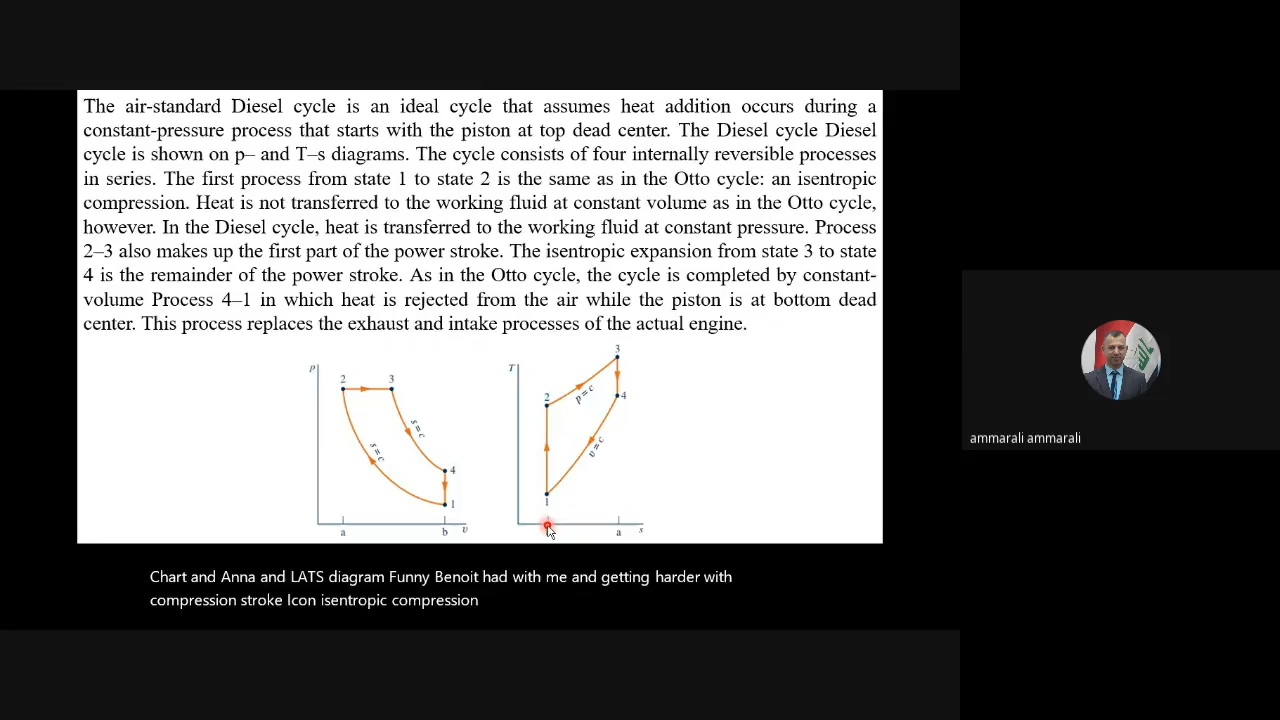 The air-standard Diesel cycle is an ideal cycle that assumes heat addition occurs during a
constant-pressure process that starts with the piston at top dead center. The Diesel cycle Diesel
cycle is shown on p– and T–s diagrams. The cycle consists of four internally reversible processes
in series. The first process from state 1 to state 2 is the same as in the Otto cycle: an isentropic
compression. Heat is not transferred to the working fluid at constant volume as in the Otto cycle,
however. In the Diesel cycle, heat is transferred to the working fluid at constant pressure. Process
2–3 also makes up the first part of the power stroke. The isentropic expansion from state 3 to state
4 is the remainder of the power stroke. As in the Otto cycle, the cycle is completed by constant-
volume Process 4–1 in which heat is rejected from the air while the piston is at bottom dead
center. This process replaces the exhaust and intake processes of the actual engine.
p
2
3
s = c
s = c
4
1
a
b
v
T
3
2
p = c
4
v = c
1
a
s
ammarali ammarali
Chart and Anna and LATS diagram Funny Benoit had with me and getting harder with
compression stroke Icon isentropic compression